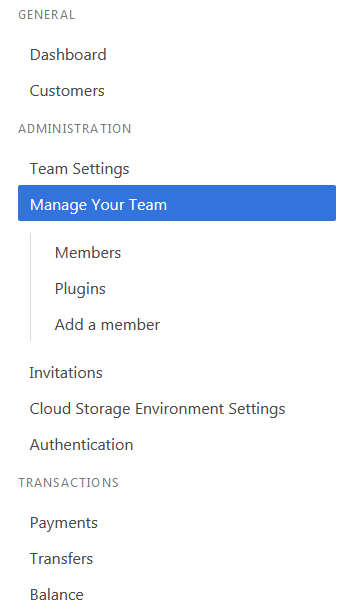 GENERAL
Dashboard
Customers
ADMINISTRATION
Team Settings
Manage Your Team
Members
Plugins
Add a member
Invitations
Cloud Storage Environment Settings
Authentication
TRANSACTIONS
Payments
Transfers
Balance